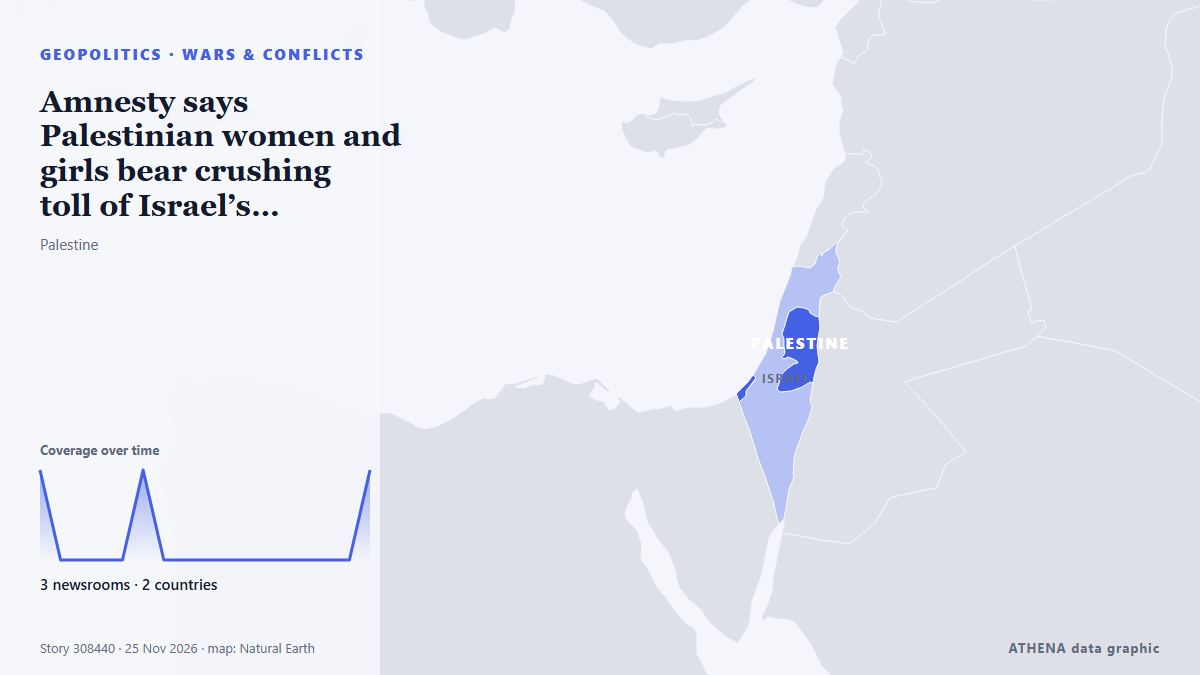 GEOPOLITICS · WARS & CONFLICTS
Amnesty says
Palestinian women and
girls bear crushing
toll of Israel’s...
Palestine
PALESTINE
ISRAEL
Coverage over time
3 newsrooms · 2 countries
Story 308440 · 25 Nov 2026 · map: Natural Earth
ATHENA data graphic